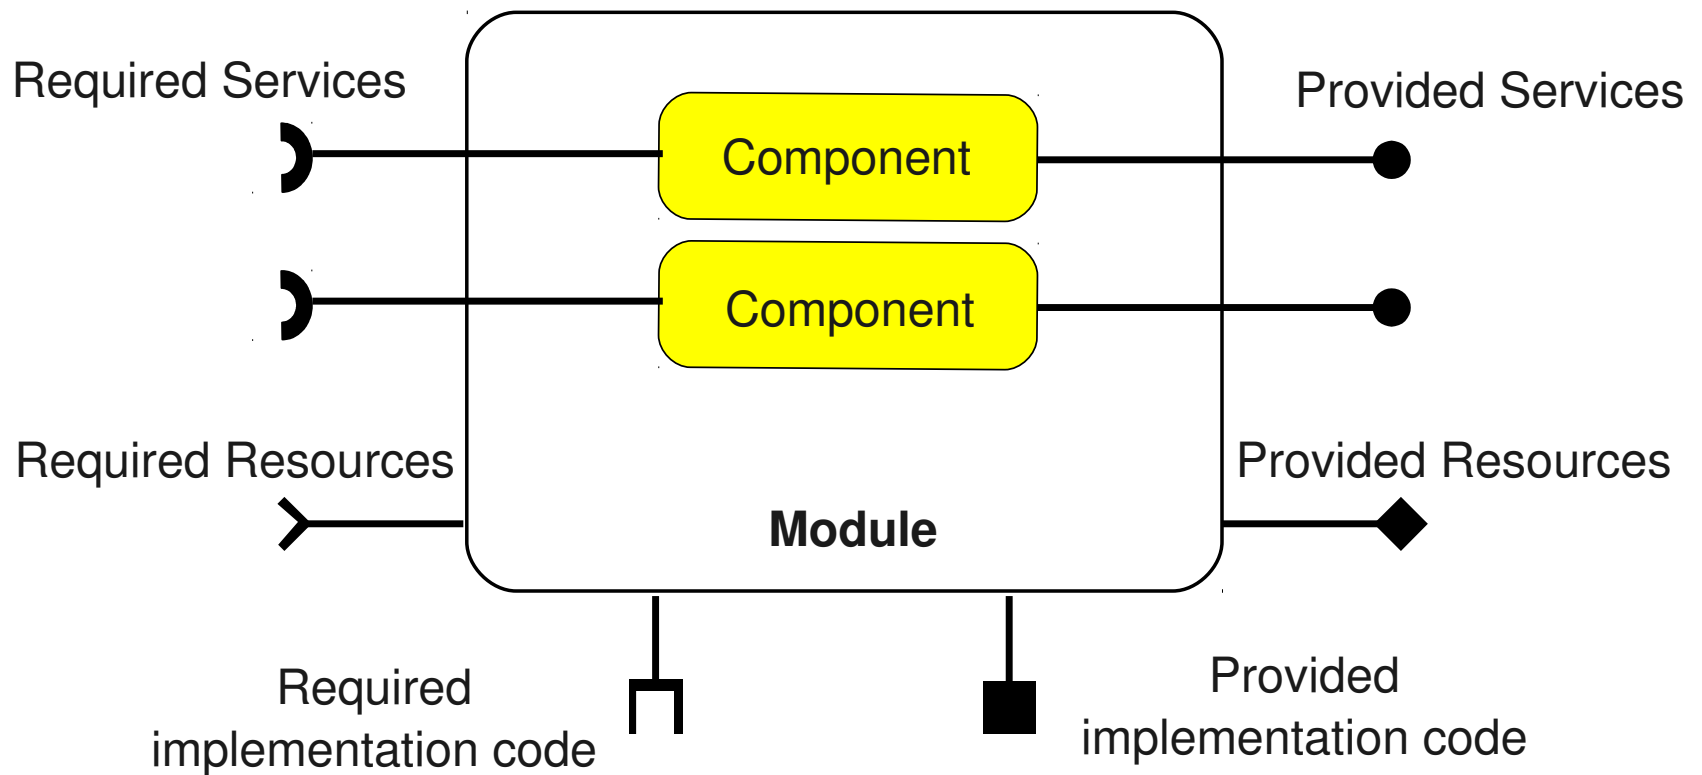 Required Services
Provided Services
Component
Component
Required Resources
Provided Resources
Module
Required
implementation code
Provided
implementation code